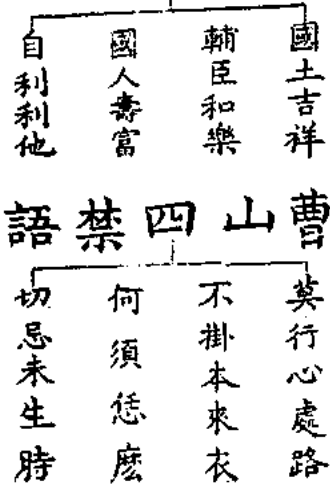 國土吉祥
輔臣和樂
國人壽富
自利利他
曹山四禁語
莫行心處路
不掛本來衣
何須恁麼
切忌未生時